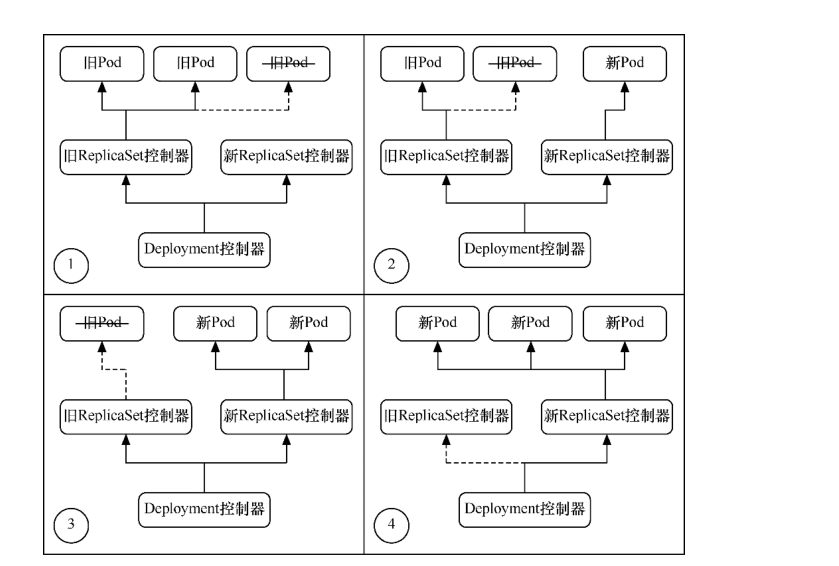 旧Pod 旧Pod 旧Pod
旧ReplicaSet控制器 新ReplicaSet控制器
Deployment控制器
1
旧Pod 旧Pod 新Pod
旧ReplicaSet控制器 新ReplicaSet控制器
Deployment控制器
2
旧Pod 新Pod 新Pod
旧ReplicaSet控制器 新ReplicaSet控制器
Deployment控制器
3
新Pod 新Pod 新Pod
旧ReplicaSet控制器 新ReplicaSet控制器
Deployment控制器
4